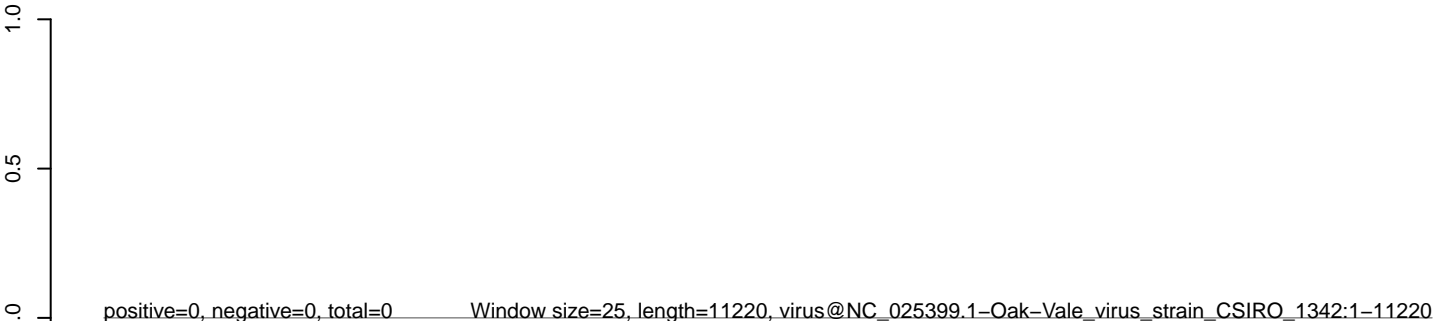 1.0
0.5
.0
positive=0, negative=0, total=0 Window size=25, length=11220, virus@NC_025399.1−Oak−Vale_virus_strain_CSIRO_1342:1−11220